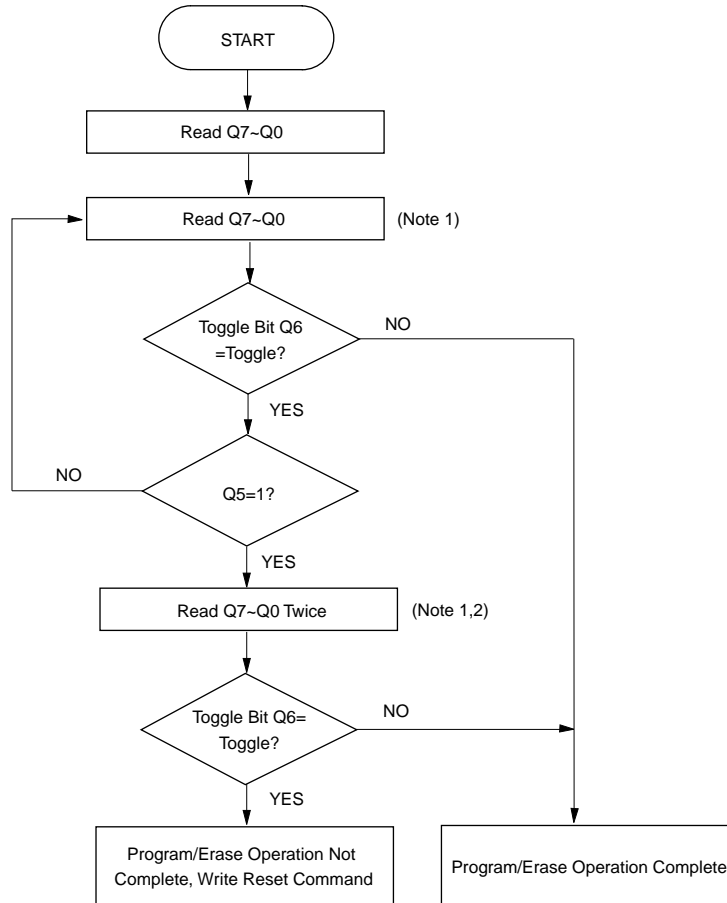 START
Read Q7~Q0
Read Q7~Q0
(Note 1)
Toggle Bit Q6
=Toggle?
NO
YES
NO
Q5=1?
YES
Read Q7~Q0 Twice
(Note 1,2)
Toggle Bit Q6=
Toggle?
NO
YES
Program/Erase Operation Not
Complete, Write Reset Command
Program/Erase Operation Complete